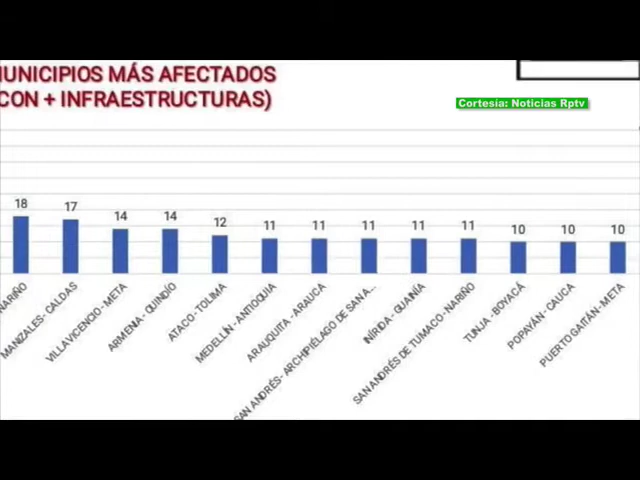 MUNICIPIOS MÁS AFECTADOS
CON + INFRAESTRUCTURAS)
Cortesía: Noticias Rptv
18
17
14
14
12
11
11
11
11
11
10
10
10
NARIÑO
MANIZALES - CALDAS
VILLAVICENCIO - META
ARMENIA - QUINDÍO
ATACO - TOLIMA
MEDELLÍN - ANTIOQUIA
ARAUQUITA - ARAUCA
SAN ANDRÉS - ARCHIPIÉLAGO DE SAN A...
INÍRIDA - GUAINÍA
SAN ANDRÉS DE TUMACO - NARIÑO
TUNJA - BOYACÁ
POPAYÁN - CAUCA
PUERTO GAITÁN - META